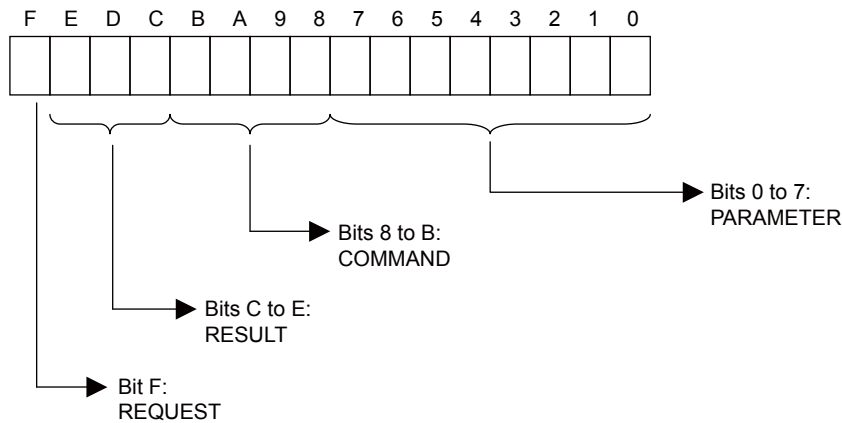 F E D C B A 9 8 7 6 5 4 3 2 1 0
Bits 0 to 7:
PARAMETER
Bits 8 to B:
COMMAND
Bits C to E:
RESULT
Bit F:
REQUEST